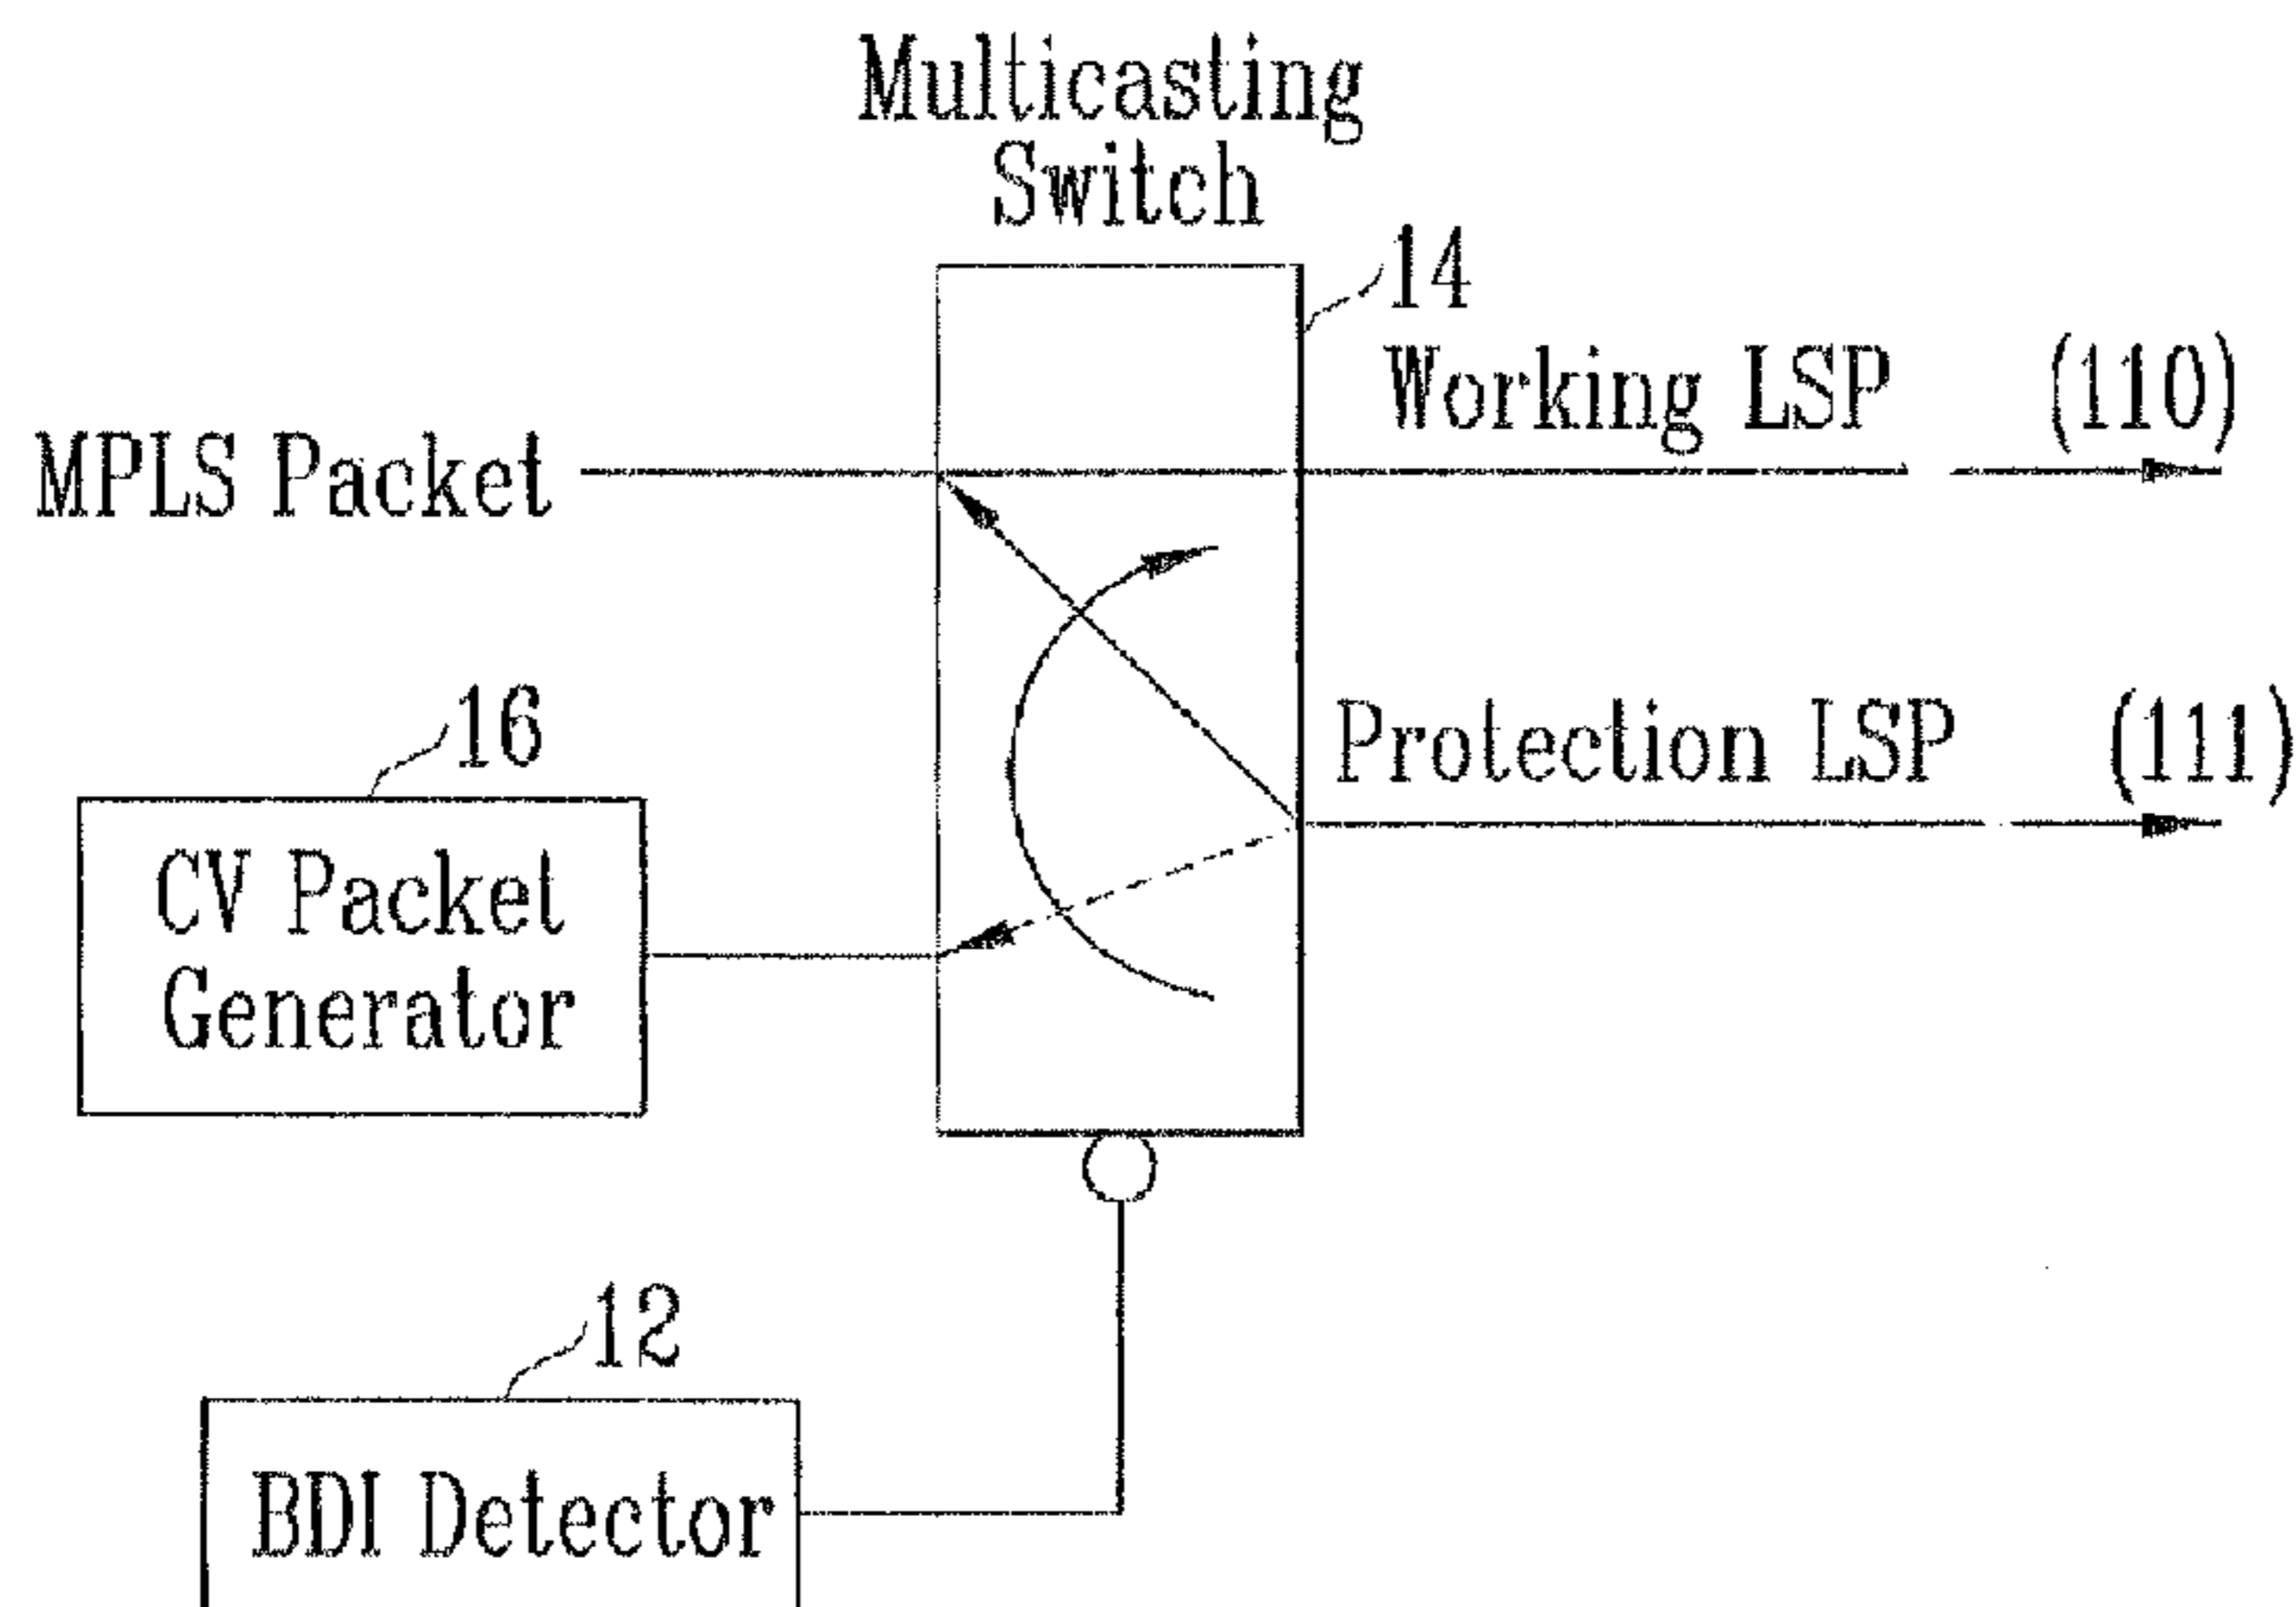 Multicasting
Switch
14
Working LSP (110)
MPLS Packet
16
Protection LSP (111)
CV Packet
Generator
12
BDI Detector